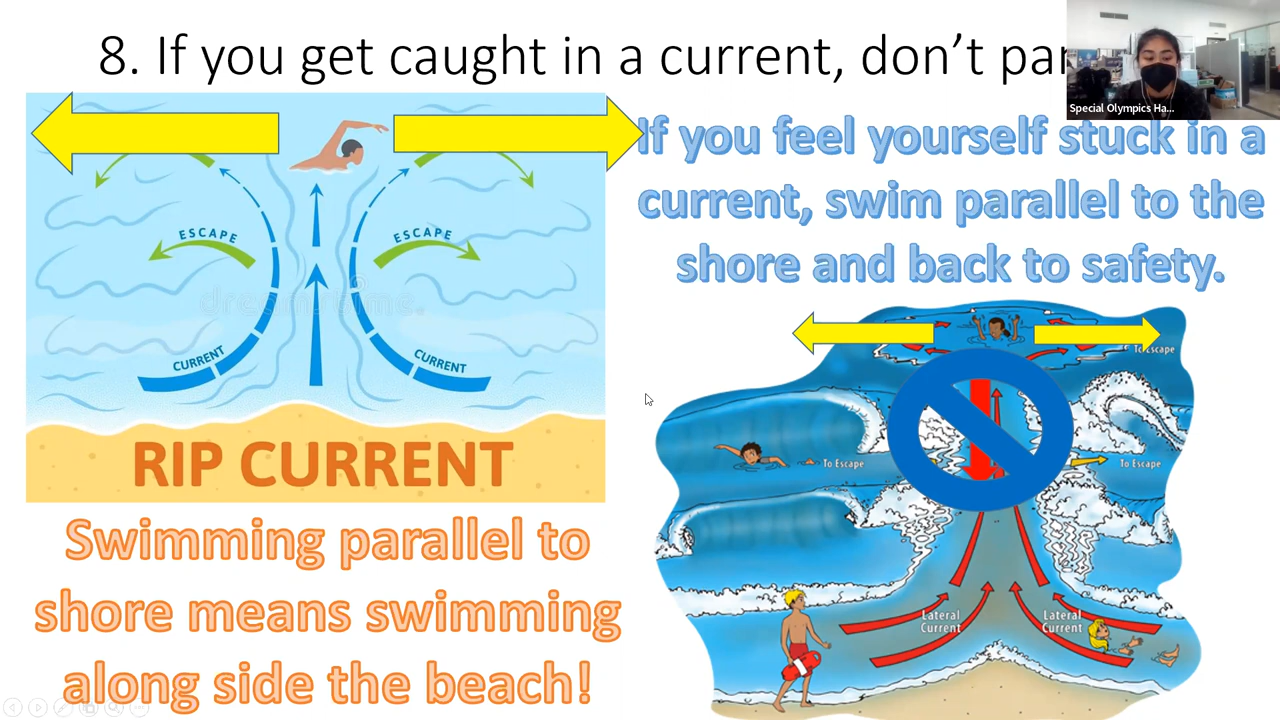 8. If you get caught in a current, don't
Special Olympics Ha...
If you feel yourself stuck in a
current, swim parallel to the
shore and back to safety.
ESCAPE
ESCAPE
CURRENT
CURRENT
dreamstime.
RIP CURRENT
Swimming parallel to
shore means swimming
along side the beach!
To Escape
To Escape
To Escape
Lateral
Current
Lateral
Current